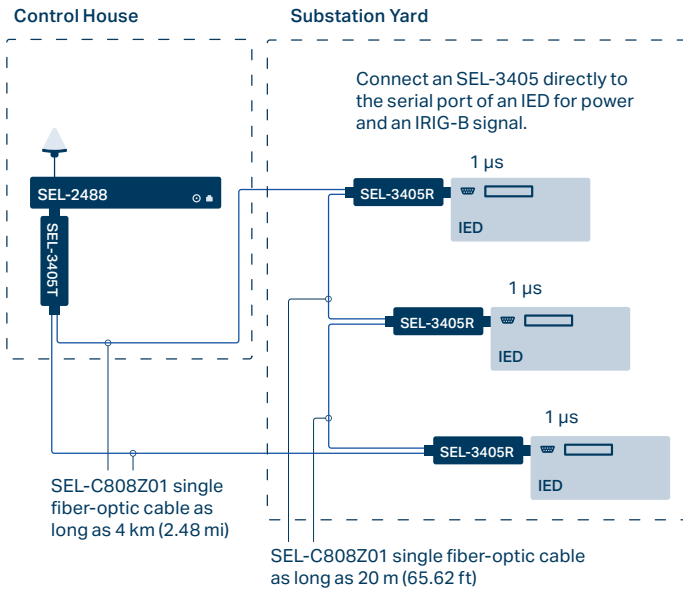 Control House
Substation Yard
Connect an SEL-3405 directly to
the serial port of an IED for power
and an IRIG-B signal.
1 µs
SEL-2488
SEL-3405R
IED
SEL-3405T
1 µs
SEL-3405R
IED
1 µs
SEL-3405R
IED
SEL-C808Z01 single
fiber-optic cable as
long as 4 km (2.48 mi)
SEL-C808Z01 single fiber-optic cable
as long as 20 m (65.62 ft)